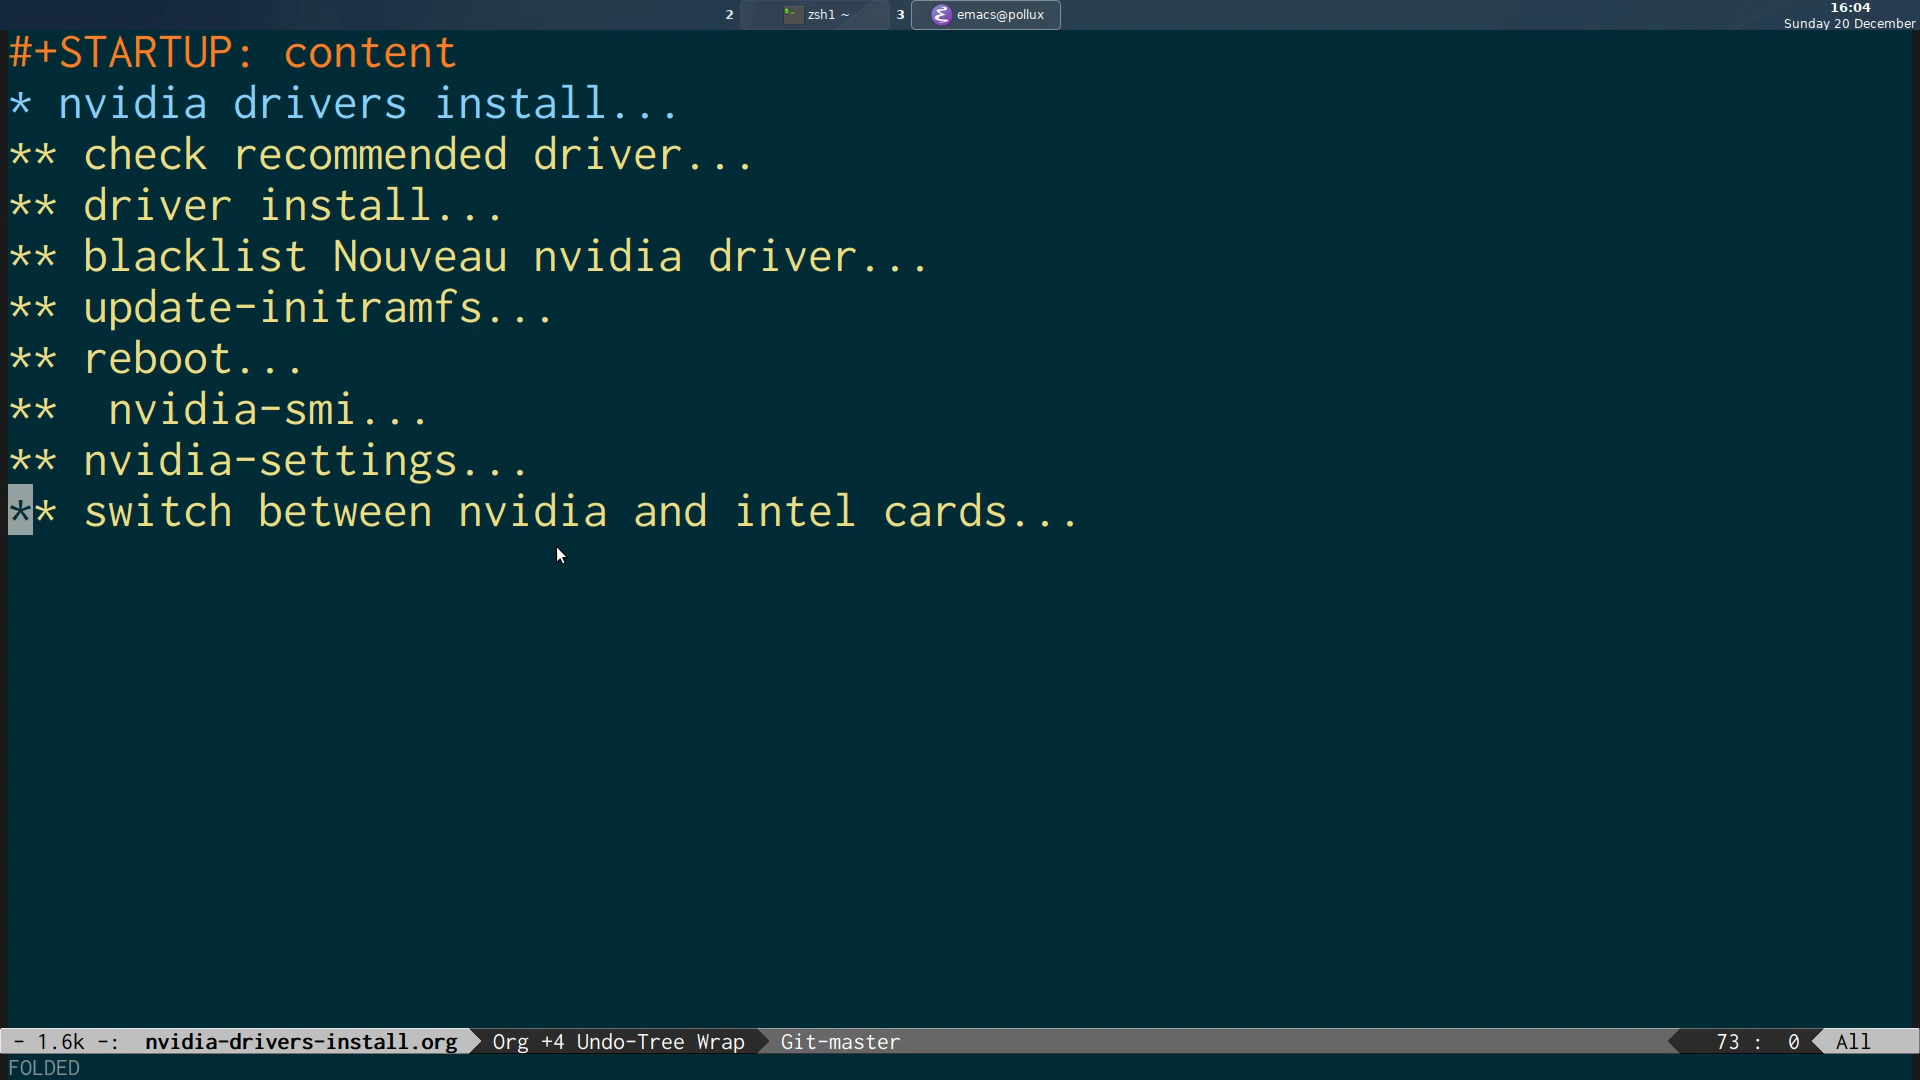 2 zsh1 ~ 3 emacs@pollux 16:04
Sunday 20 December
#+STARTUP: content
* nvidia drivers install...
** check recommended driver...
** driver install...
** blacklist Nouveau nvidia driver...
** update-initramfs...
** reboot...
**  nvidia-smi...
** nvidia-settings...
** switch between nvidia and intel cards...
- 1.6k -: nvidia-drivers-install.org Org +4 Undo-Tree Wrap Git-master 73 : 0 All
FOLDED